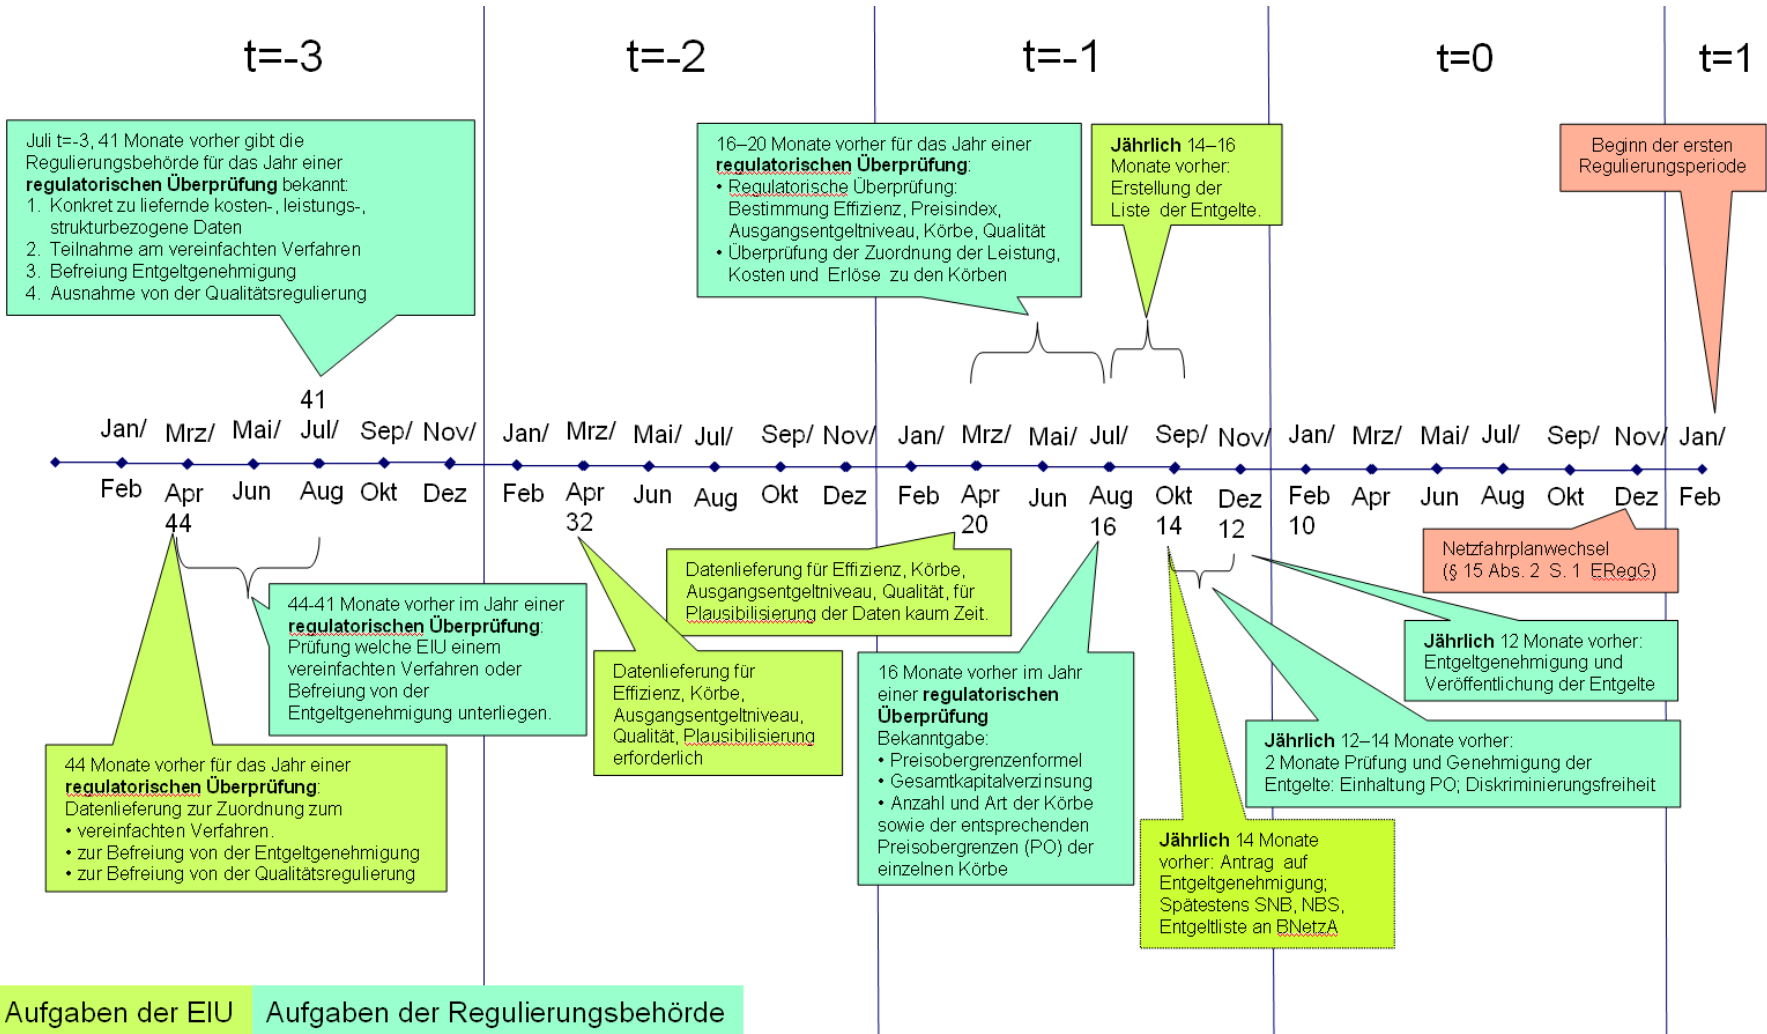 t=-3
t=-2
t=-1
t=0
t=1
Juli t=-3, 41 Monate vorher gibt die
Regulierungsbehörde für das Jahr einer
regulatorischen Überprüfung bekannt:
1. Konkret zu liefernde kosten-, leistungs-,
strukturbezogene Daten
2. Teilnahme am vereinfachten Verfahren
3. Befreiung Entgeltgenehmigung
4. Ausnahme von der Qualitätsregulierung
16–20 Monate vorher für das Jahr einer
regulatorischen Überprüfung:
• Regulatorische Überprüfung:
Bestimmung Effizienz, Preisindex,
Ausgangsentgeltniveau, Körbe, Qualität
• Überprüfung der Zuordnung der Leistung,
Kosten und Erlöse zu den Körben
Jährlich 14–16
Monate vorher:
Erstellung der
Liste der Entgelte.
Beginn der ersten
Regulierungsperiode
41
Jan/ Mrz/ Mai/ Jul/ Sep/ Nov/ Jan/ Mrz/ Mai/ Jul/ Sep/ Nov/ Jan/ Mrz/ Mai/ Jul/ Sep/ Nov/ Jan/ Mrz/ Mai/ Jul/ Sep/ Nov/ Jan/
Feb Apr Jun Aug Okt Dez Feb Apr Jun Aug Okt Dez Feb Apr Jun Aug Okt Dez Feb Apr Jun Aug Okt Dez Feb
44 32 20 16 14 12 10
Netzfahrplanwechsel
(§ 15 Abs. 2 S. 1 ERegG)
Datenlieferung für Effizienz, Körbe,
Ausgangsentgeltniveau, Qualität, für
Plausibilisierung der Daten kaum Zeit.
44-41 Monate vorher im Jahr einer
regulatorischen Überprüfung:
Prüfung welche EIU einem
vereinfachten Verfahren oder
Befreiung von der
Entgeltgenehmigung unterliegen.
Datenlieferung für
Effizienz, Körbe,
Ausgangsentgeltniveau,
Qualität, Plausibilisierung
erforderlich
16 Monate vorher im Jahr
einer regulatorischen
Überprüfung
Bekanntgabe:
• Preisobergrenzenformel
• Gesamtkapitalverzinsung
• Anzahl und Art der Körbe
sowie der entsprechenden
Preisobergrenzen (PO) der
einzelnen Körbe
Jährlich 12 Monate vorher:
Entgeltgenehmigung und
Veröffentlichung der Entgelte
Jährlich 12–14 Monate vorher:
2 Monate Prüfung und Genehmigung der
Entgelte: Einhaltung PO; Diskriminierungsfreiheit
44 Monate vorher für das Jahr einer
regulatorischen Überprüfung:
Datenlieferung zur Zuordnung zum
• vereinfachten Verfahren.
• zur Befreiung von der Entgeltgenehmigung
• zur Befreiung von der Qualitätsregulierung
Jährlich 14 Monate
vorher: Antrag auf
Entgeltgenehmigung;
Spätestens SNB, NBS,
Entgeltliste an BNetzA
Aufgaben der EIU
Aufgaben der Regulierungsbehörde